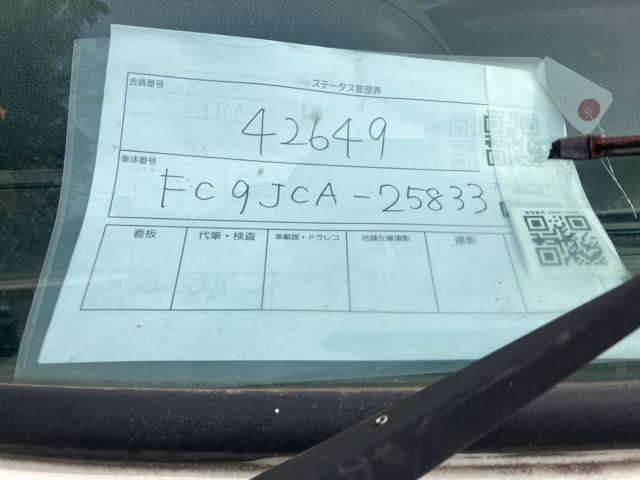 ステータス管理表
会員番号
42649
車体番号
FC9JCA-25833
看板 代筆・検査 車載器・ドラレコ 店舗在庫撮影 撮影